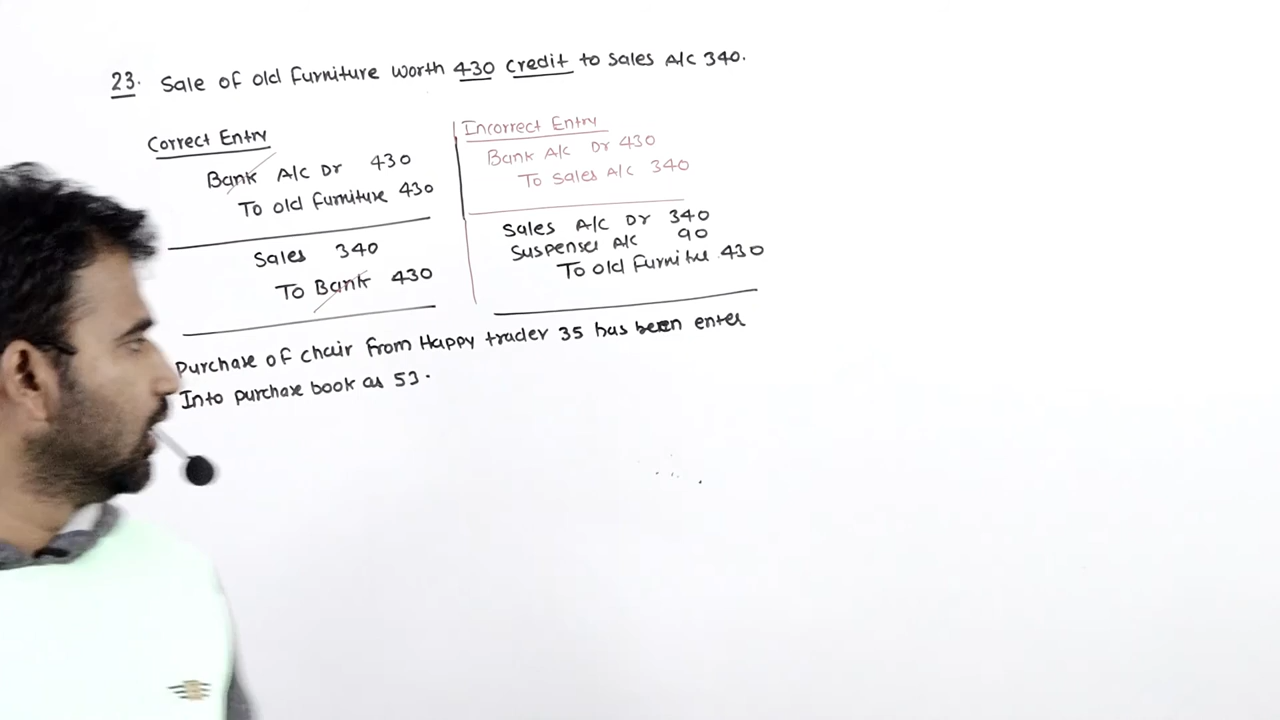 23. Sale of old Furniture worth 430 credit to Sales A/c 340.
Correct Entry
Bank A/c Dr 430
To old Furniture 430
Sales 340
To Bank 430
Incorrect Entry
Bank A/c Dr 430
To Sales A/c 340
Sales A/c Dr 340
Suspenses A/c 90
To old Furnitue 430
Purchase of chair from Happy trader 35 has been enter
Into purchase book as 53.